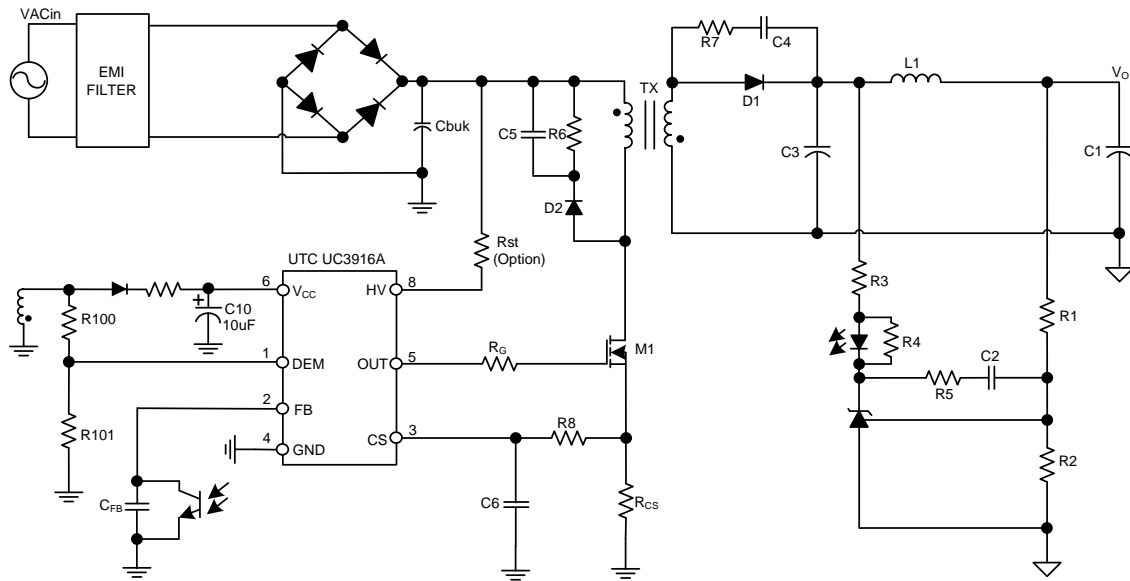 VACin
EMI
FILTER
Cbuk
C5
R6
D2
TX
R7
C4
D1
C3
L1
VO
C1
Rst
(Option)
UTC UC3916A
6
VCC
HV
8
C10
10uF
+
R100
1
DEM
OUT
5
RG
M1
2
FB
R101
4
GND
CS
3
R8
CFB
C6
RCS
R3
R4
R5
C2
R1
R2